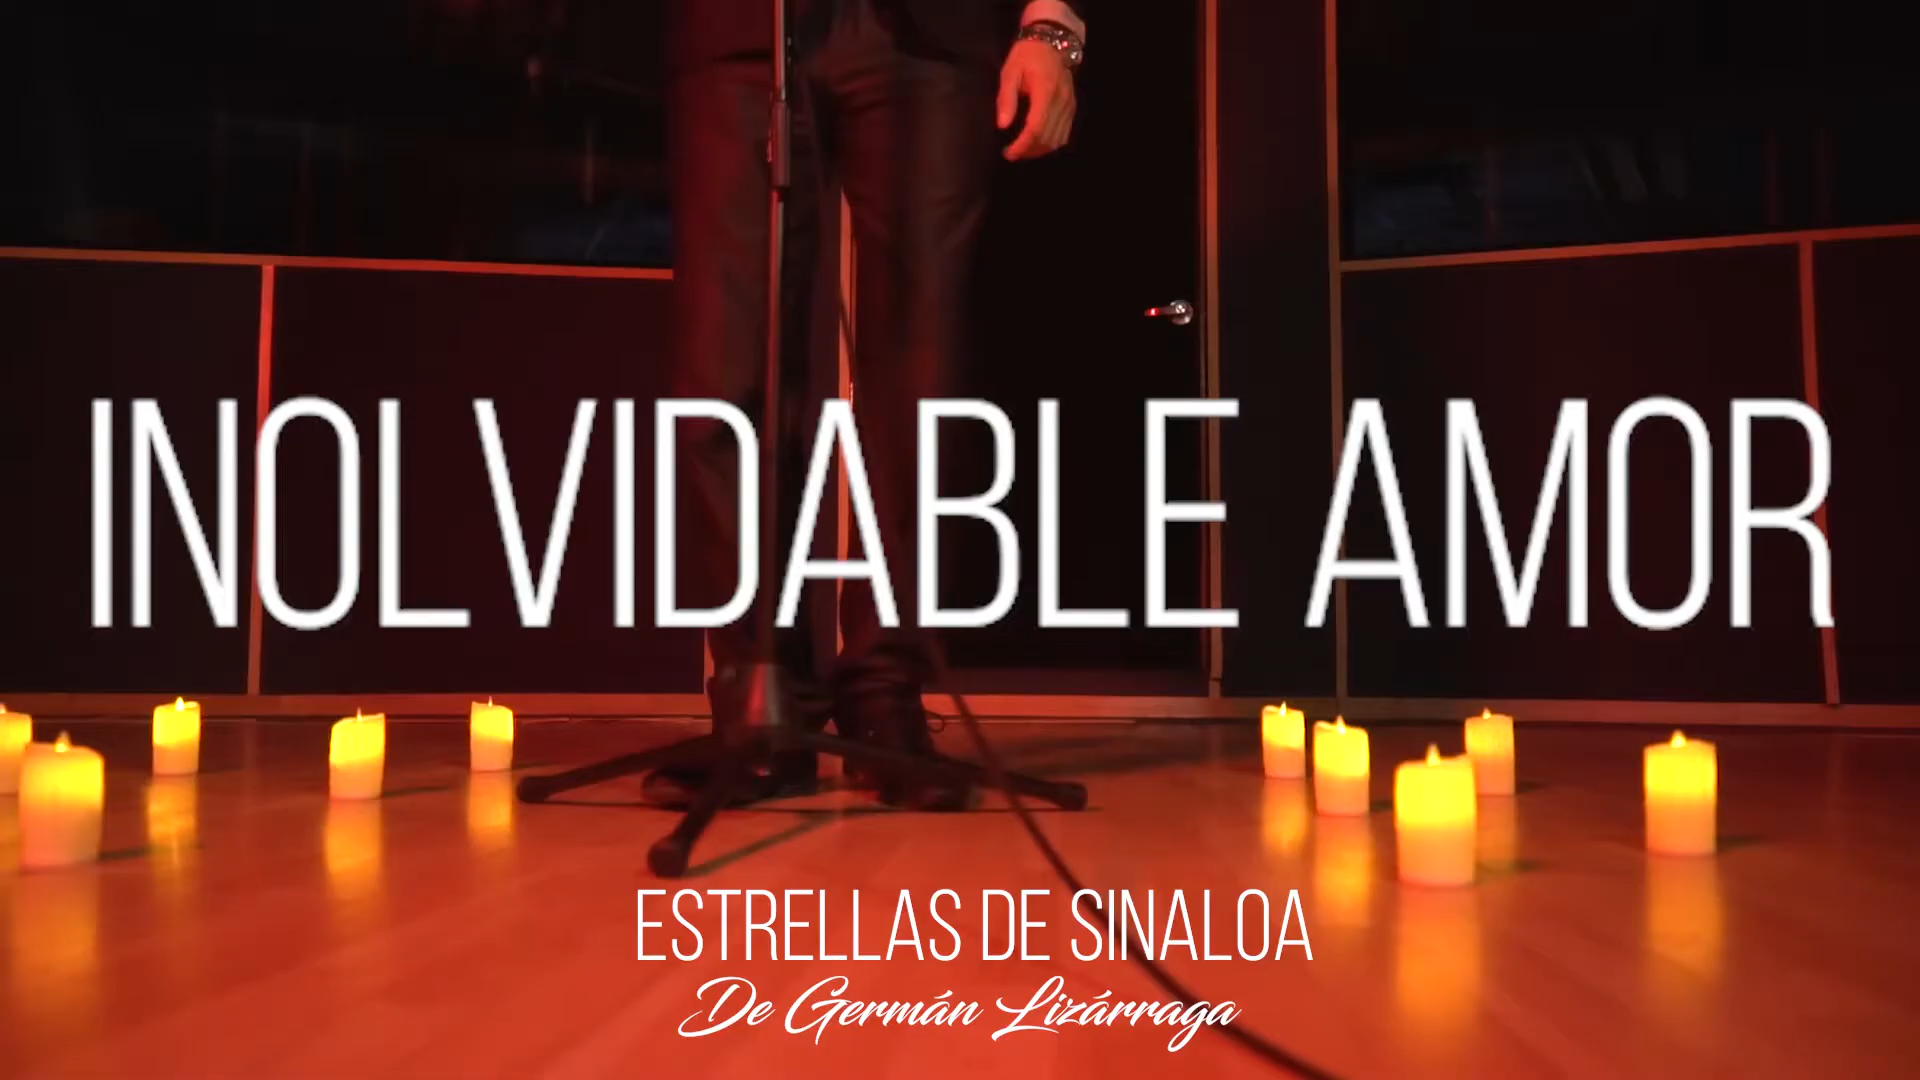 INOLVIDABLE AMOR
ESTRELLAS DE SINALOA
De Germán Lizárraga